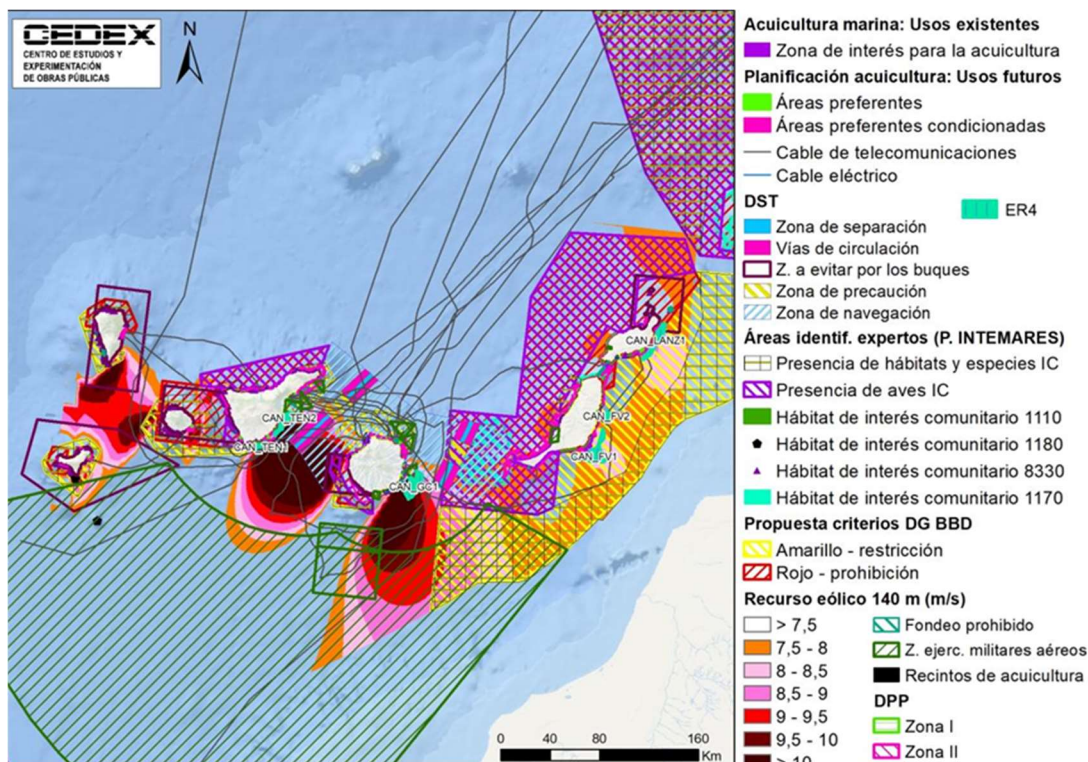 CEDEX
CENTRO DE ESTUDIOS Y
EXPERIMENTACIÓN
DE OBRAS PÚBLICAS
N
CAN_LANZ1
CAN_TEN2
CAN_FV2
CAN_TEN1
CAN_FV1
CAN_GC1
0 40 80 160
Km
Acuicultura marina: Usos existentes
Zona de interés para la acuicultura
Planificación acuicultura: Usos futuros
Áreas preferentes
Áreas preferentes condicionadas
Cable de telecomunicaciones
Cable eléctrico
DST
ER4
Zona de separación
Vías de circulación
Z. a evitar por los buques
Zona de precaución
Zona de navegación
Áreas identif. expertos (P. INTEMARES)
Presencia de hábitats y especies IC
Presencia de aves IC
Hábitat de interés comunitario 1110
Hábitat de interés comunitario 1180
Hábitat de interés comunitario 8330
Hábitat de interés comunitario 1170
Propuesta criterios DG BBD
Amarillo - restricción
Rojo - prohibición
Recurso eólico 140 m (m/s)
> 7,5
7,5 - 8
8 - 8,5
8,5 - 9
9 - 9,5
9,5 - 10
> 10
Fondeo prohibido
Z. ejerc. militares aéreos
Recintos de acuicultura
DPP
Zona I
Zona II